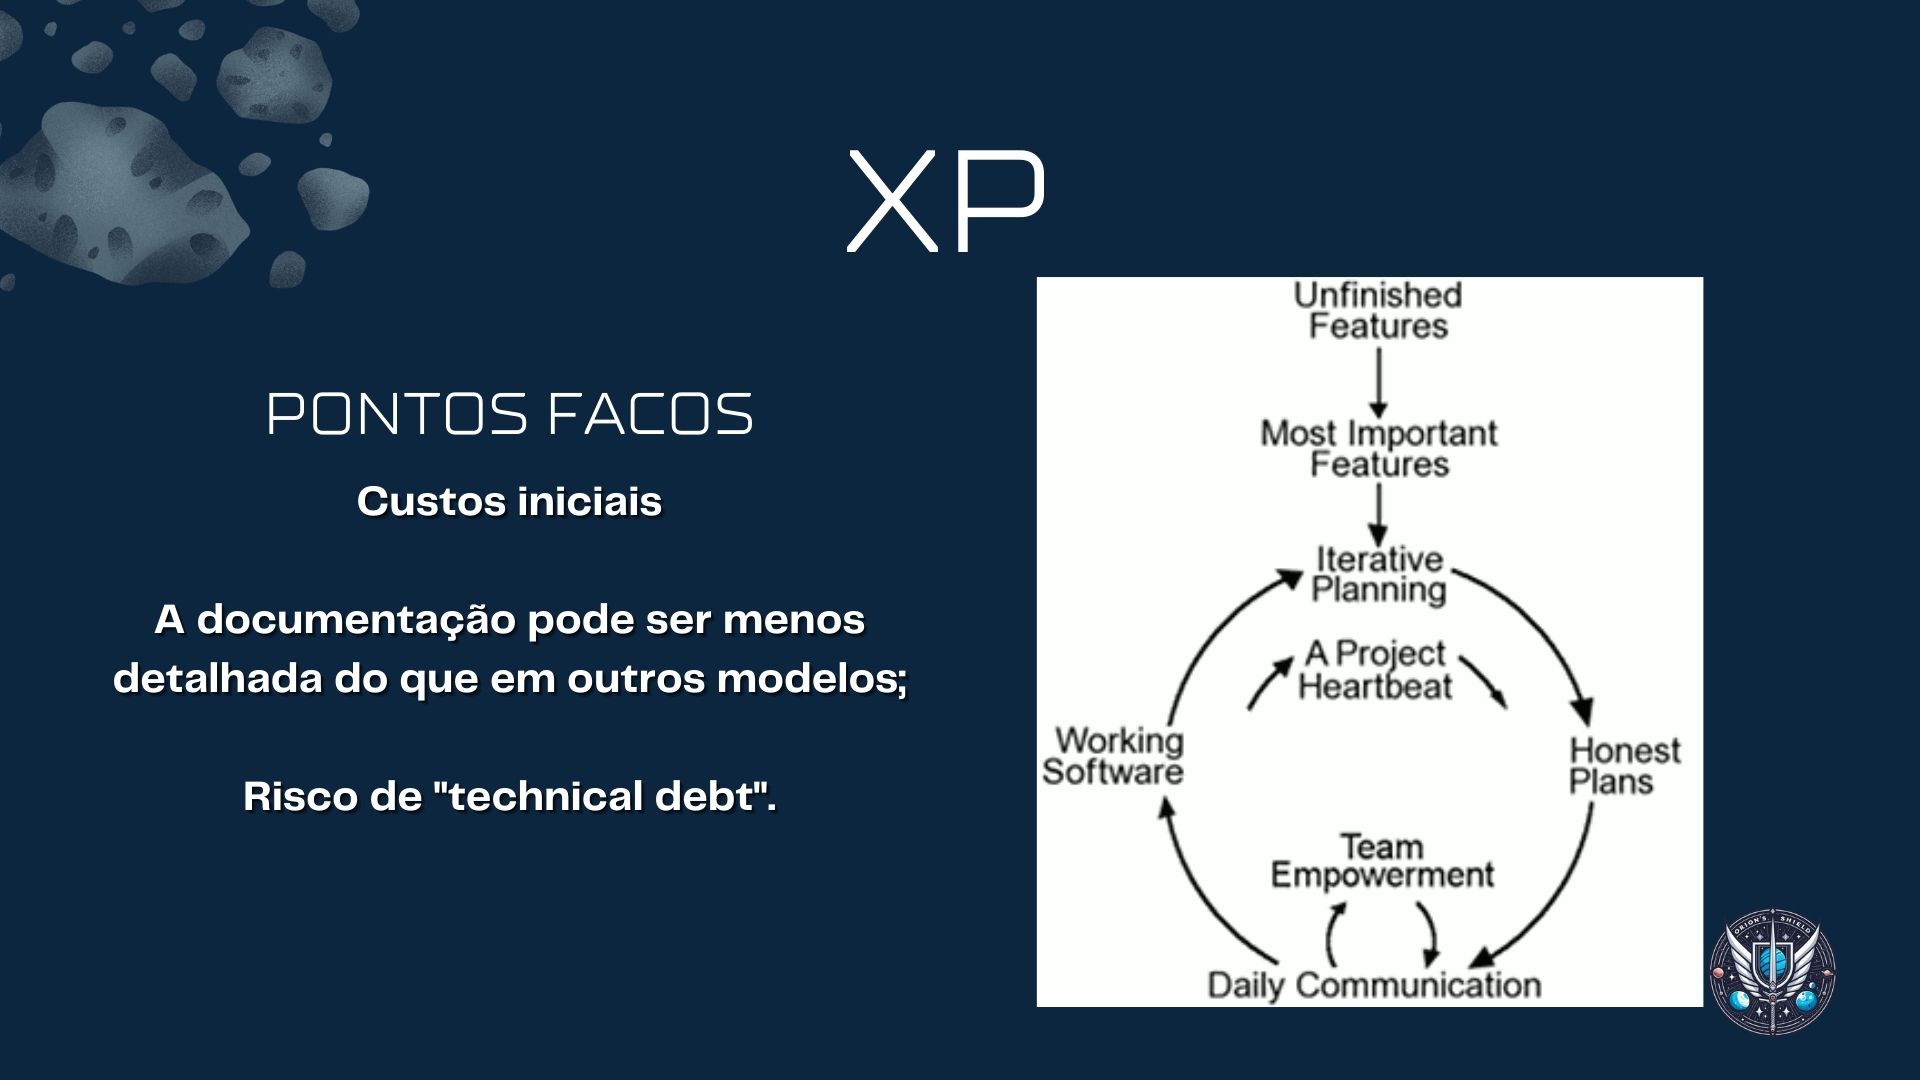 XP
PONTOS FACOS
Custos iniciais
A documentação pode ser menos
detalhada do que em outros modelos;
Risco de "technical debt".
Unfinished
Features
Most Important
Features
Iterative
Planning
A Project
Heartbeat
Working
Software
Honest
Plans
Team
Empowerment
Daily Communication
ORION'S SHIELD